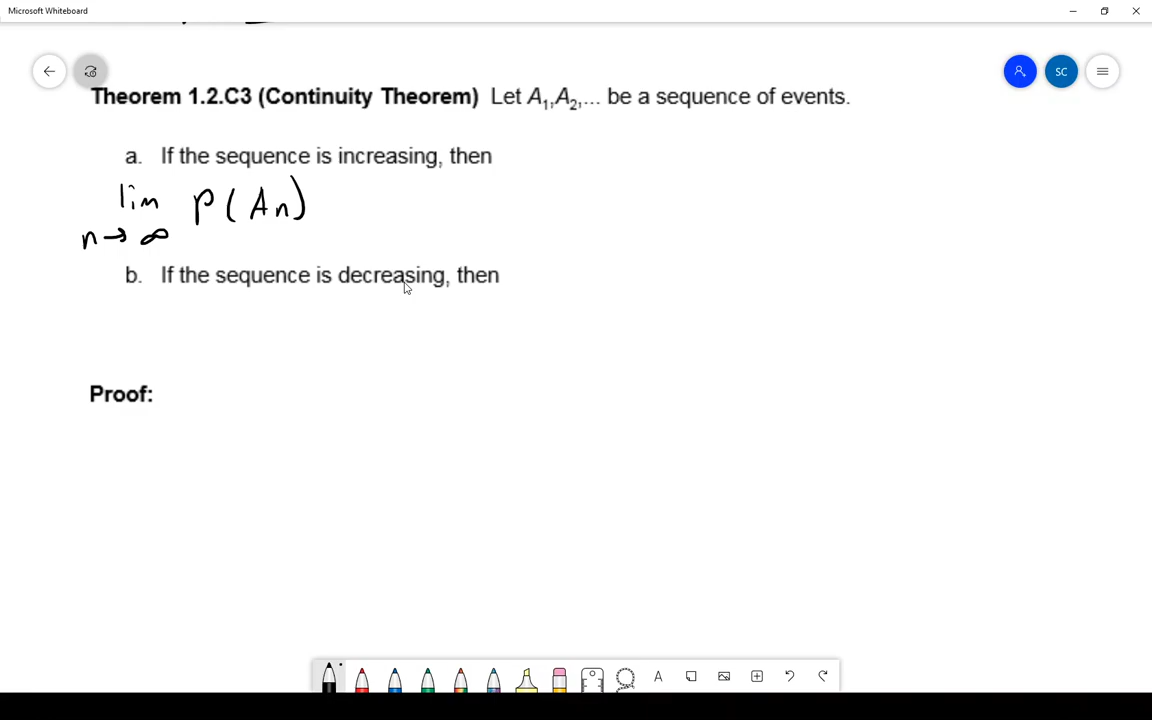 Microsoft Whiteboard
SC
Theorem 1.2.C3 (Continuity Theorem) Let A₁,A₂,... be a sequence of events.
a. If the sequence is increasing, then
lim P(An)
n→∞
b. If the sequence is decreasing, then
Proof:
A